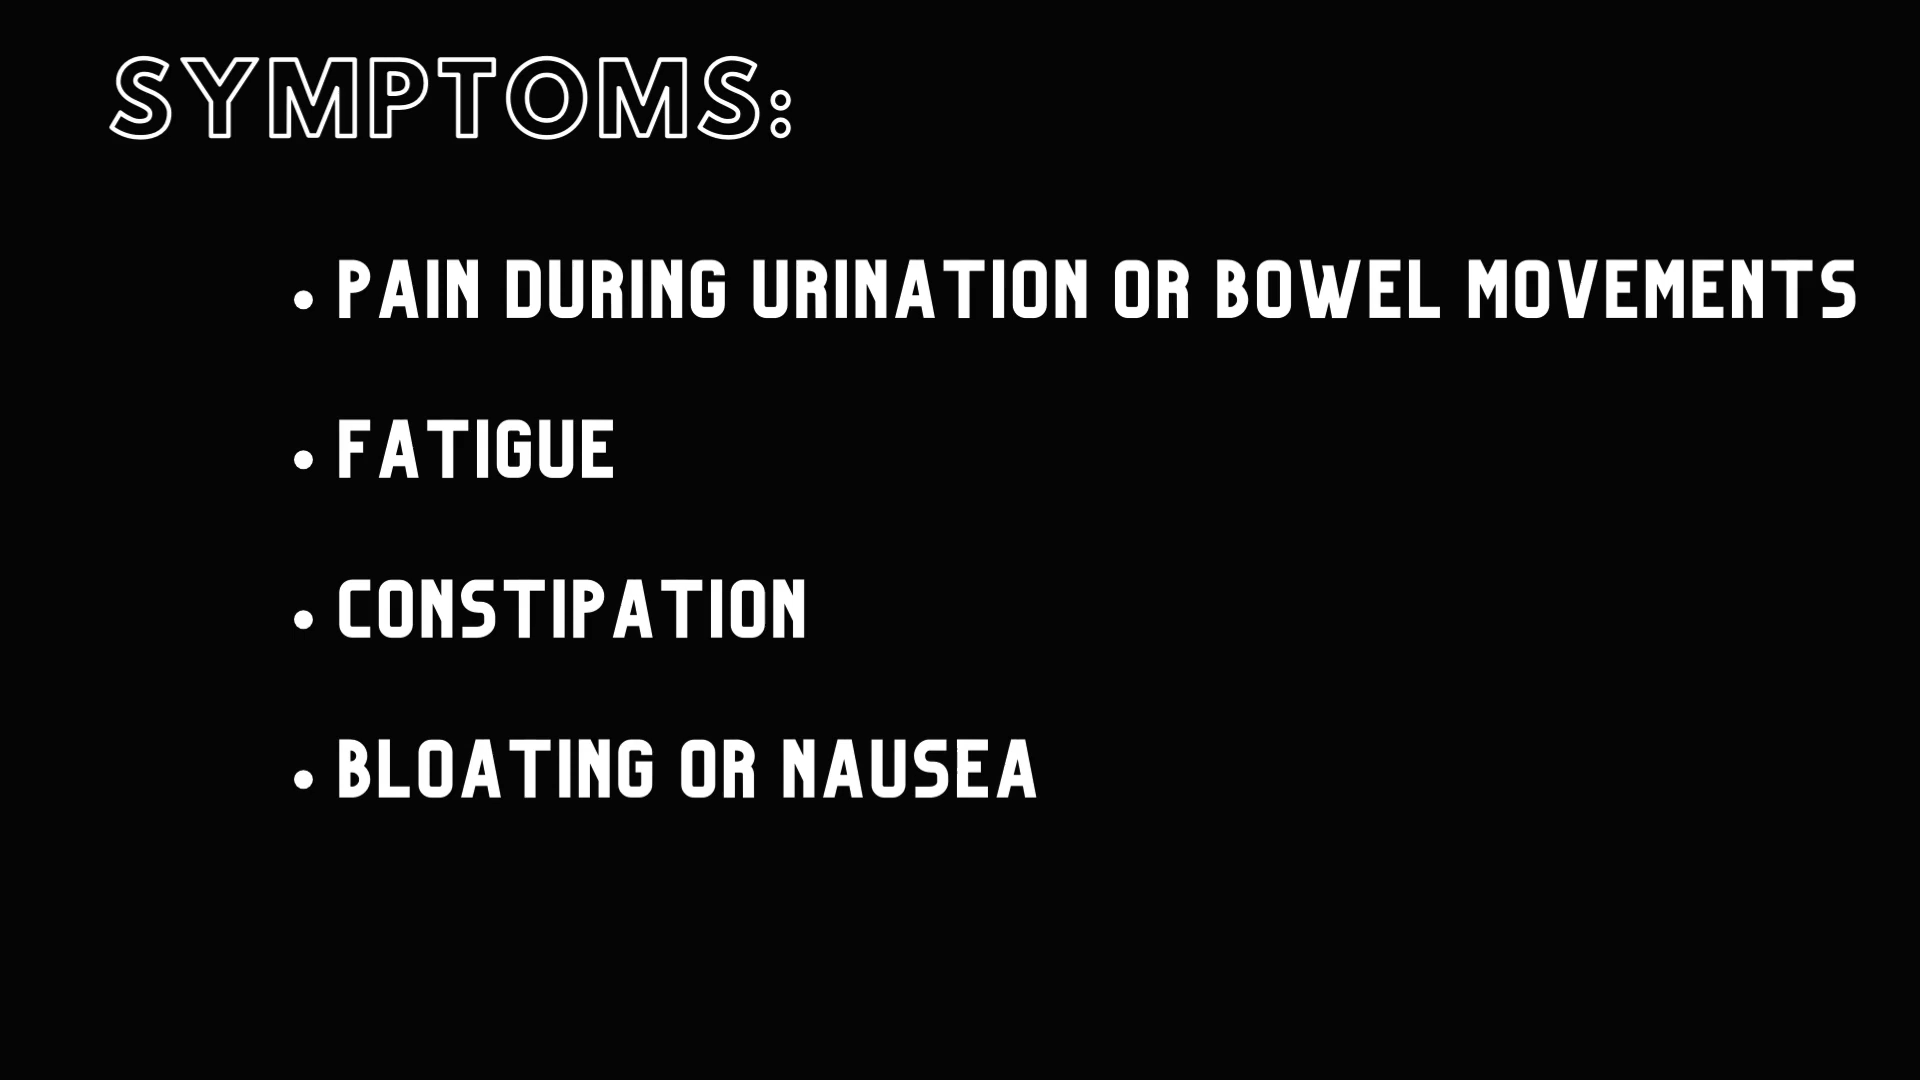 SYMPTOMS:
• PAIN DURING URINATION OR BOWEL MOVEMENTS
• FATIGUE
• CONSTIPATION
• BLOATING OR NAUSEA